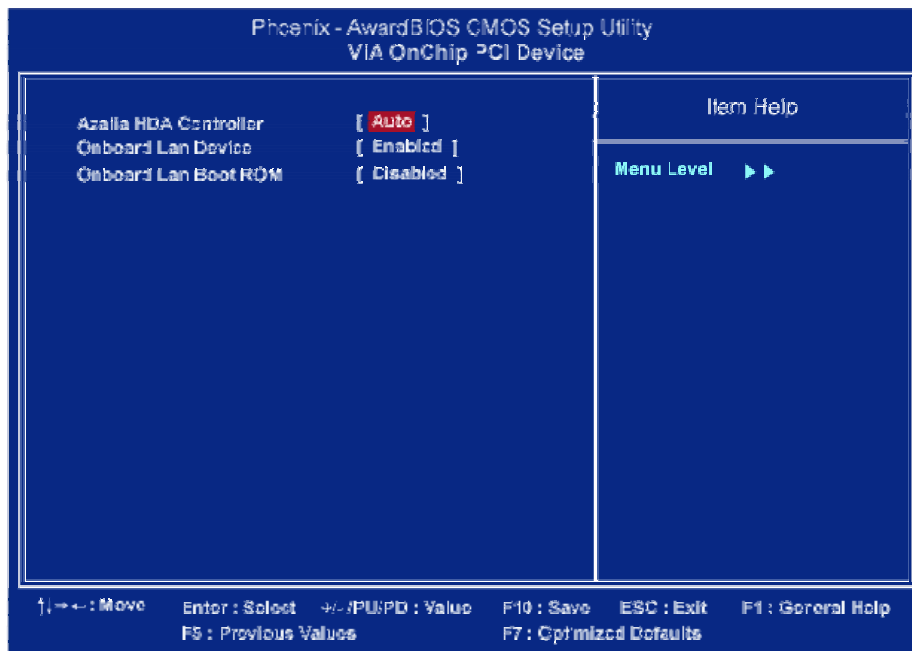 Phoenix - AwardBIOS CMOS Setup Utility
VIA OnChip PCI Device
Azalia HDA Controller [ Auto ]
Onboard Lan Device [ Enabled ]
Onboard Lan Boot ROM [ Disabled ]
Item Help
Menu Level ▶▶
↑↓→←: Move Enter : Select +/-/PU/PD : Value F10 : Save ESC : Exit F1 : General Help
F5 : Previous Values F7 : Optimized Defaults